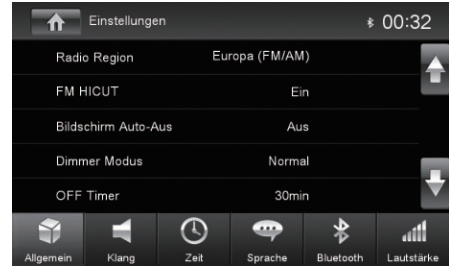 Einstellungen 00:32
Radio Region Europa (FM/AM)
FM HICUT Ein
Bildschirm Auto-Aus Aus
Dimmer Modus Normal
OFF Timer 30min
Allgemein Klang Zeit Sprache Bluetooth Lautstärke